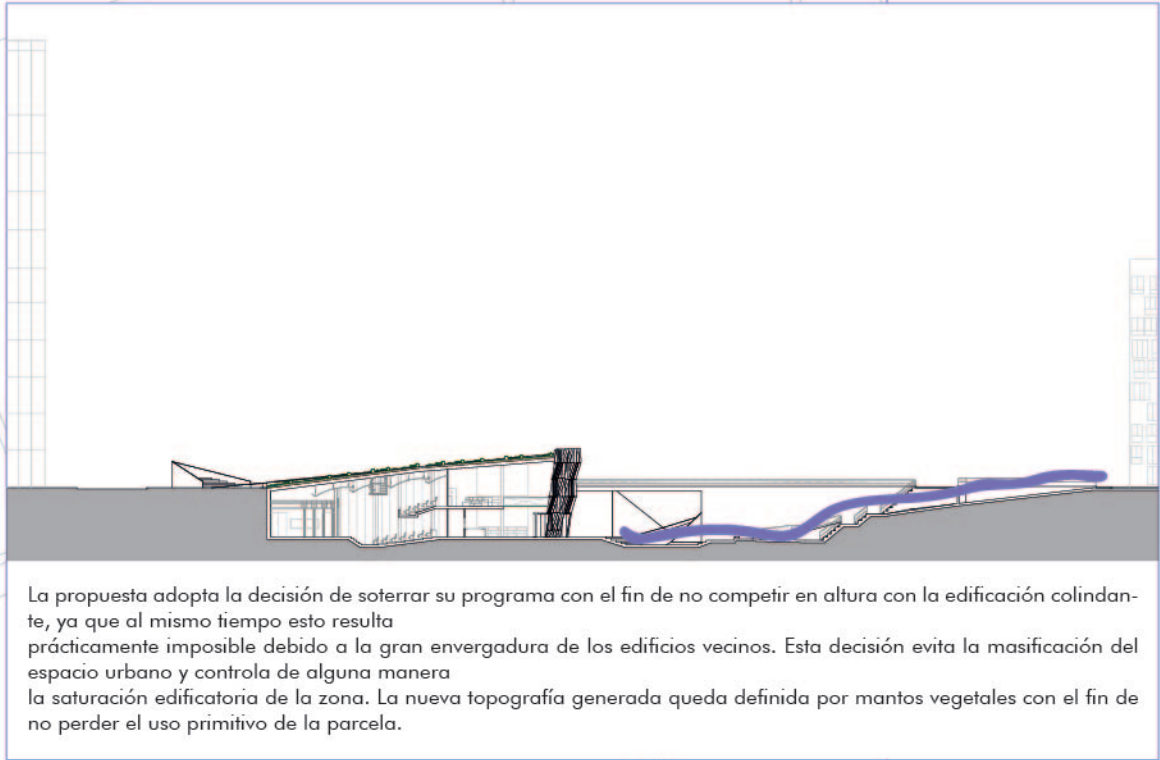 La propuesta adopta la decisión de soterrar su programa con el fin de no competir en altura con la edificación colindan-
te, ya que al mismo tiempo esto resulta
prácticamente imposible debido a la gran envergadura de los edificios vecinos. Esta decisión evita la masificación del
espacio urbano y controla de alguna manera
la saturación edificatoria de la zona. La nueva topografía generada queda definida por mantos vegetales con el fin de
no perder el uso primitivo de la parcela.